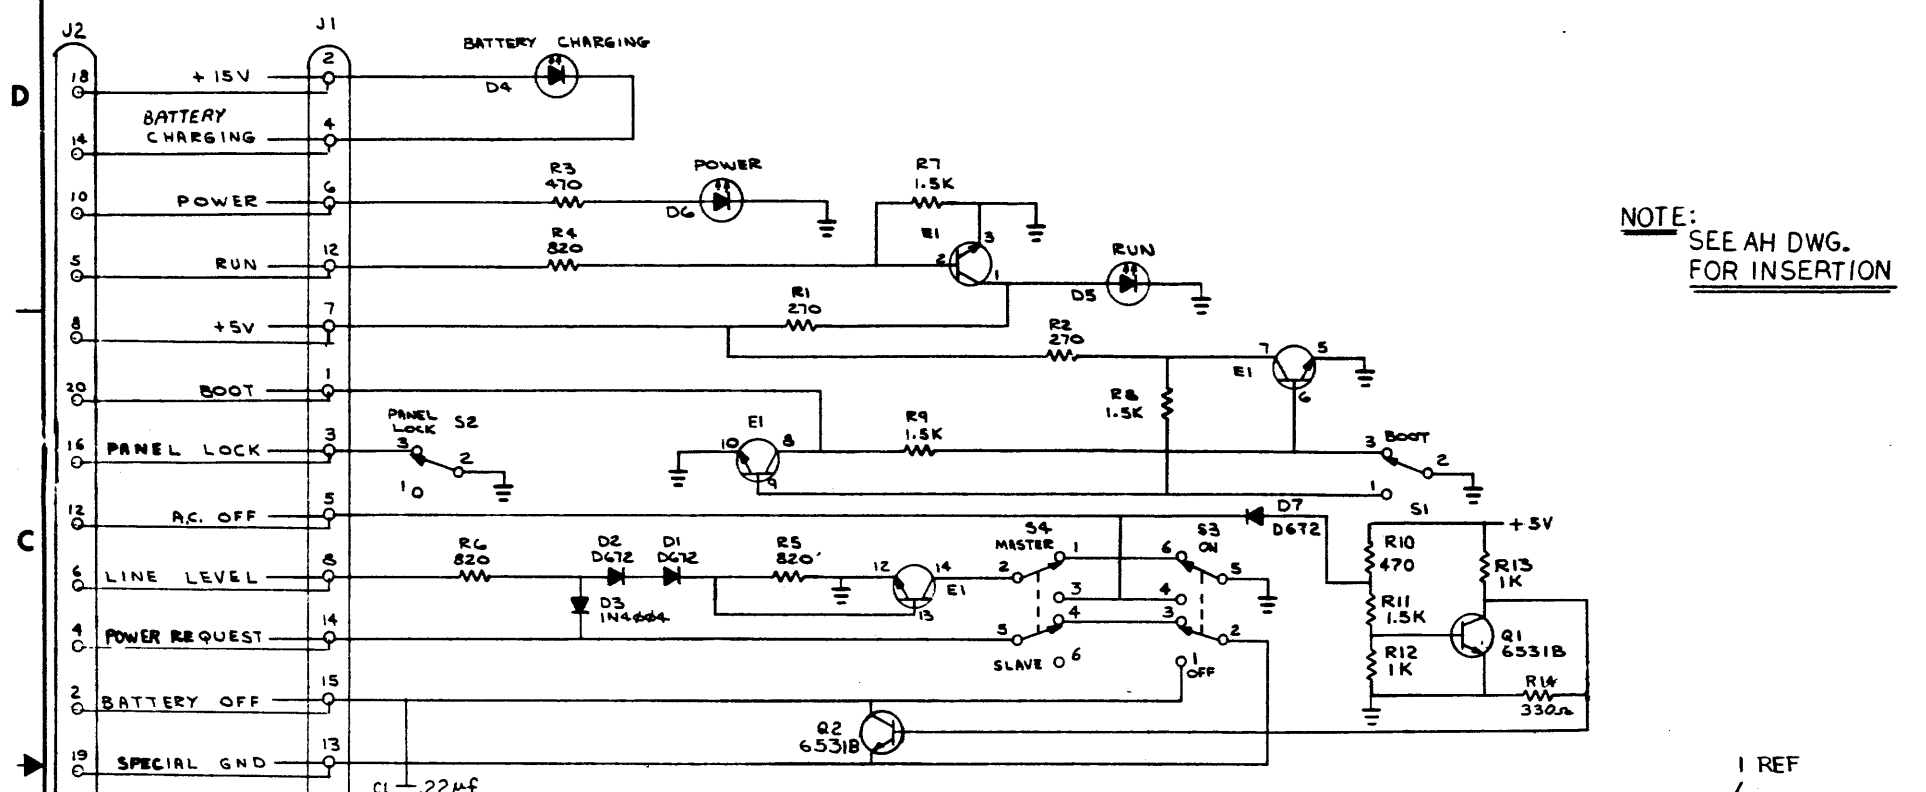 J2
J1
BATTERY CHARGING
D
18
+15V
2
D4
BATTERY
CHARGING
14
4
POWER
R3
470
R7
1.5K
10
POWER
6
D6
E1
3
NOTE:
SEE AH DWG.
FOR INSERTION
R4
820
5
RUN
12
2
1
RUN
D5
R1
270
8
+5V
7
R2
270
7
5
E1
6
20
BOOT
1
R8
1.5K
PANEL
LOCK
S2
E1
R9
1.5K
16
PANEL LOCK
3
3
2
1
10
8
9
3
BOOT
2
1
S1
12
A.C. OFF
5
D7
D672
+5V
C
R6
820
D2
D672
D1
D672
R5
820
S4
MASTER
1
6
S3
ON
R10
470
R13
1K
6
LINE LEVEL
8
12
14
E1
13
2
5
D3
1N4004
3
4
4
3
R11
1.5K
4
POWER REQUEST
14
5
2
Q1
6531B
SLAVE
6
1
OFF
R12
1K
R14
330Ω
2
BATTERY OFF
15
Q2
6531B
19
SPECIAL GND
13
C1
.22µf
1 REF